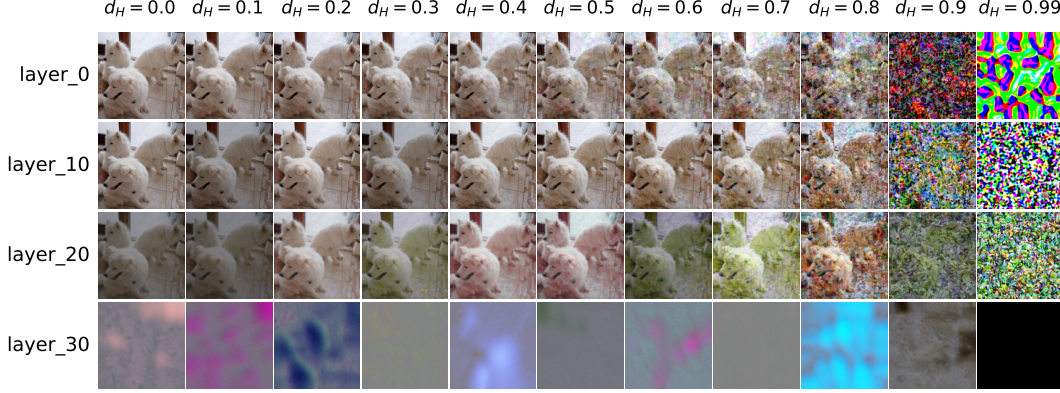 d_H = 0.0 d_H = 0.1 d_H = 0.2 d_H = 0.3 d_H = 0.4 d_H = 0.5 d_H = 0.6 d_H = 0.7 d_H = 0.8 d_H = 0.9 d_H = 0.99
layer_0
layer_10
layer_20
layer_30